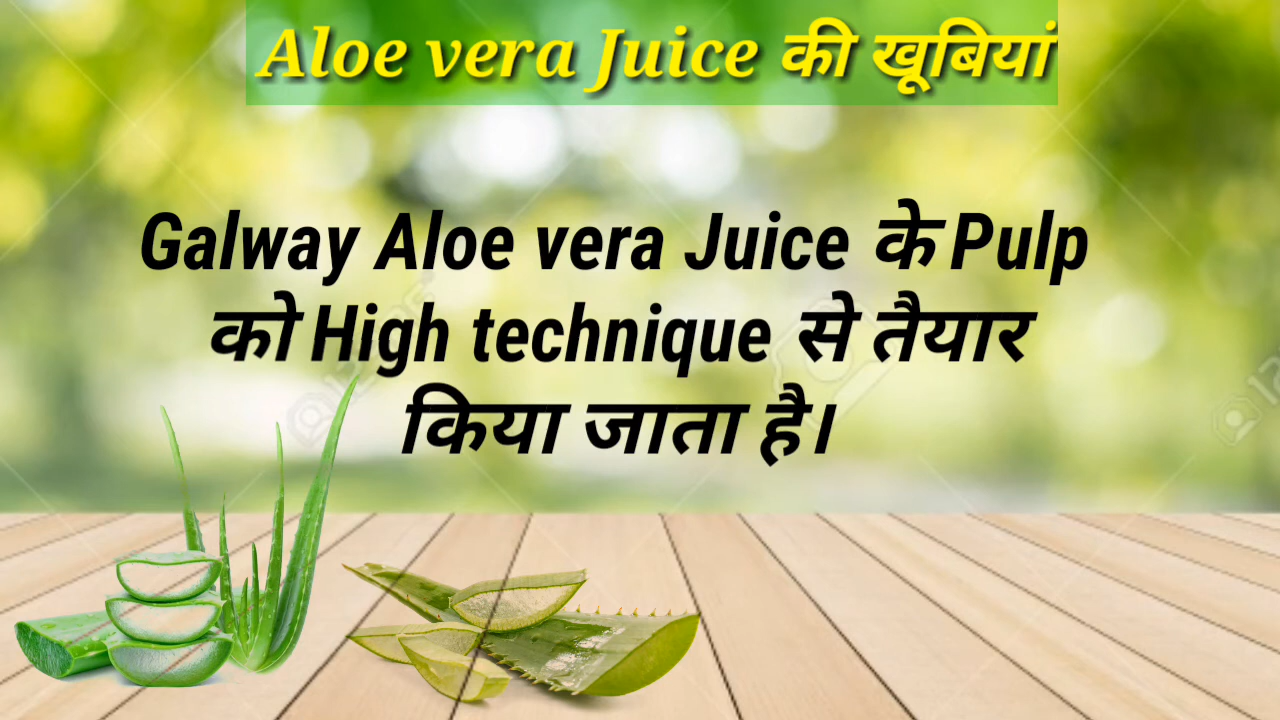 Aloe vera Juice की खूबियां
Galway Aloe vera Juice के Pulp
को High technique से तैयार
किया जाता है।